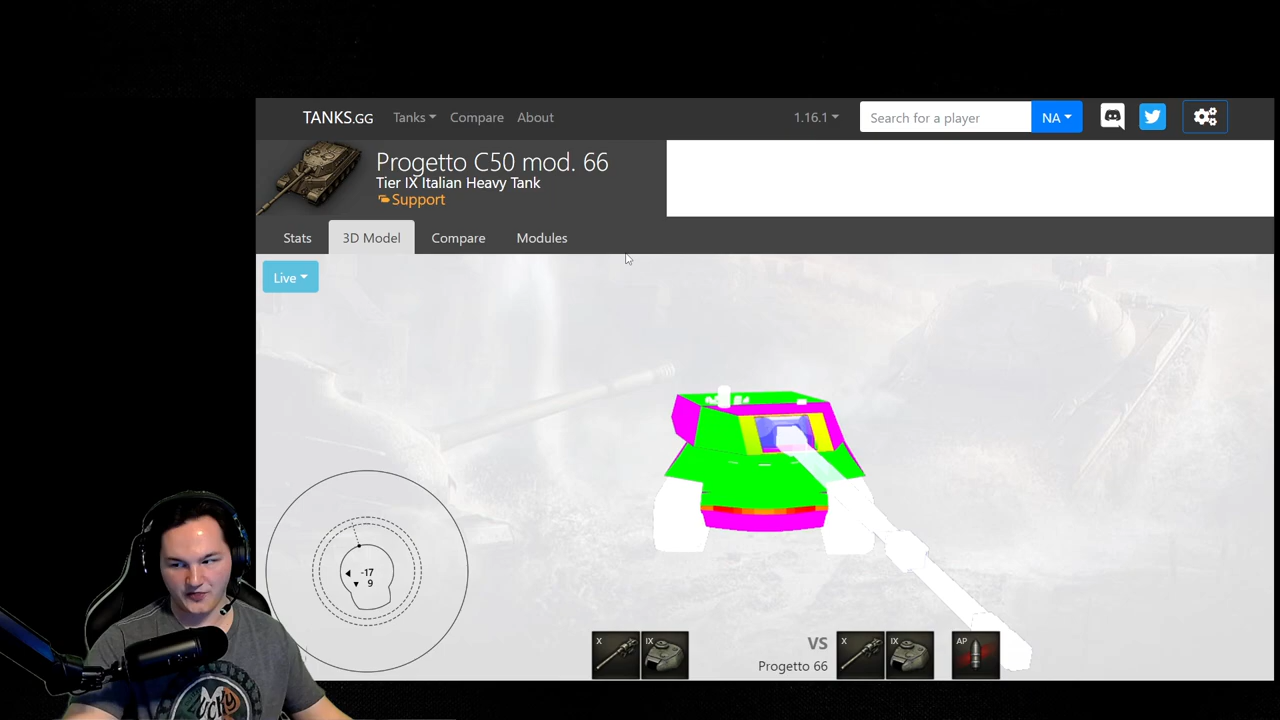 TANKS.GG Tanks Compare About 1.16.1 Search for a player NA
Progetto C50 mod. 66
Tier IX Italian Heavy Tank
Support
Stats 3D Model Compare Modules
Live
-17
9
X IX VS X IX AP
Progetto 66
LUCKY